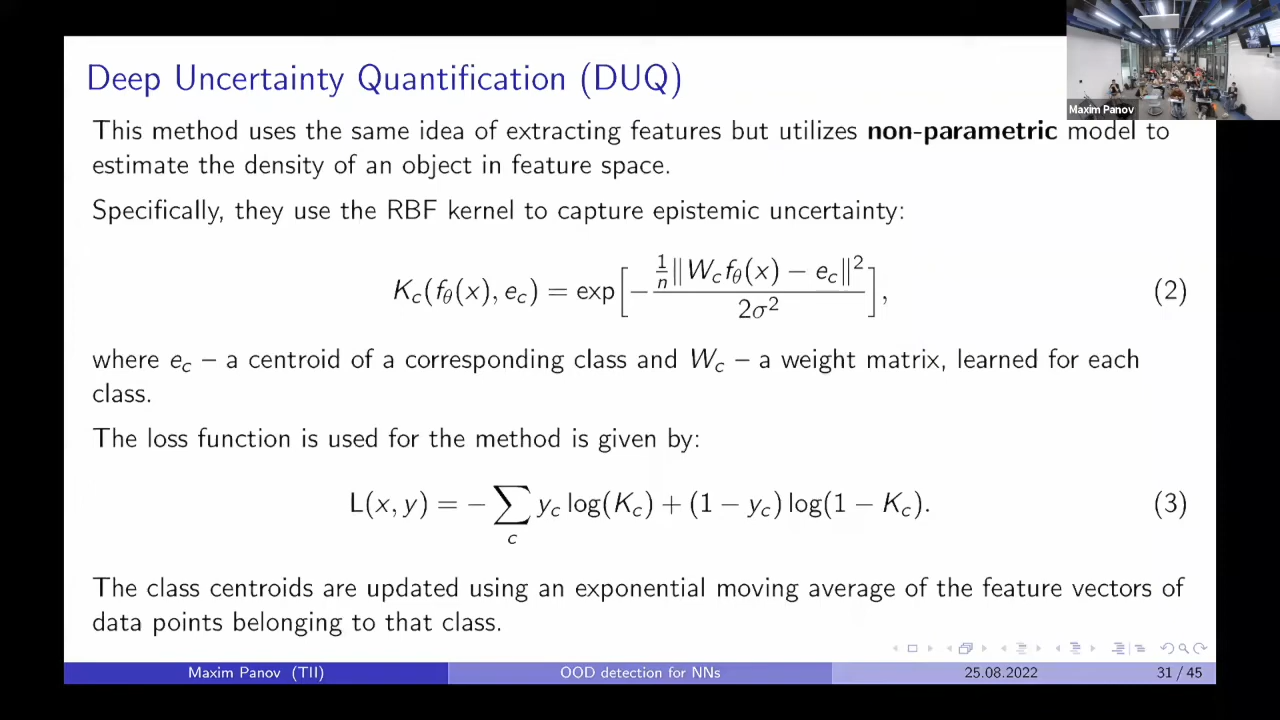 Deep Uncertainty Quantification (DUQ)
Maxim Panov
This method uses the same idea of extracting features but utilizes non-parametric model to
estimate the density of an object in feature space.
Specifically, they use the RBF kernel to capture epistemic uncertainty:
K_c(f_θ(x), e_c) = exp[−(1/n ‖W_c f_θ(x) − e_c‖²)/(2σ²)], (2)
where e_c – a centroid of a corresponding class and W_c – a weight matrix, learned for each
class.
The loss function is used for the method is given by:
L(x, y) = − ∑_c y_c log(K_c) + (1 − y_c) log(1 − K_c). (3)
The class centroids are updated using an exponential moving average of the feature vectors of
data points belonging to that class.
Maxim Panov (TII) OOD detection for NNs 25.08.2022 31 / 45